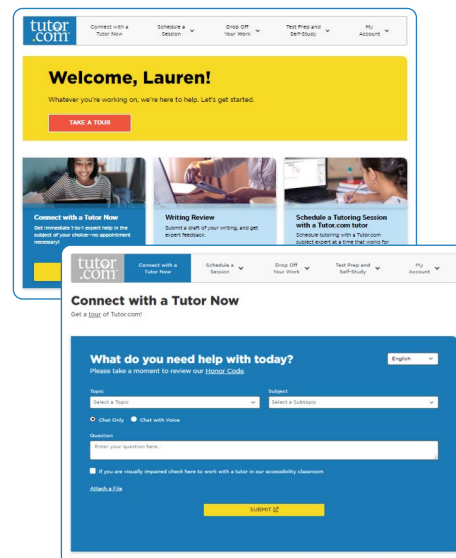 tutor
.com
Connect with a
Tutor Now
Schedule a
Session
Drop Off
Your Work
Test Prep and
Self-Study
My
Account
Welcome, Lauren!
Whatever you're working on, we're here to help. Let's get started.
TAKE A TOUR
Connect with a Tutor Now
Get immediate 1-to-1 expert help in the
subject of your choice—no appointment
necessary!
Writing Review
Submit a draft of your writing, and get
expert feedback.
Schedule a Tutoring Session
with a Tutor.com tutor
Schedule tutoring with a Tutor.com
subject expert at a time that works for
tutor
.com
Connect with a
Tutor Now
Schedule a
Session
Drop Off
Your Work
Test Prep and
Self-Study
My
Account
Connect with a Tutor Now
Get a tour of Tutor.com!
What do you need help with today?
Please take a moment to review our Honor Code.
English
Topic
Select a Topic
Subject
Select a Subtopic
Chat Only
Chat with Voice
Question
Enter your question here...
If you are visually impaired check here to work with a tutor in our accessibility classroom
Attach a File
SUBMIT